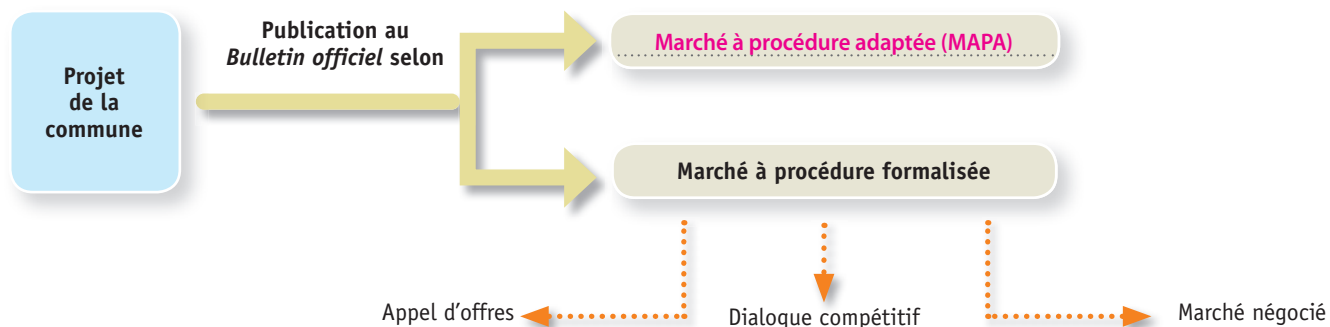 Projet
de la
commune
Publication au
Bulletin officiel selon
Marché à procédure adaptée (MAPA)
Marché à procédure formalisée
Appel d’offres
Dialoque compétitif
Marché négocié